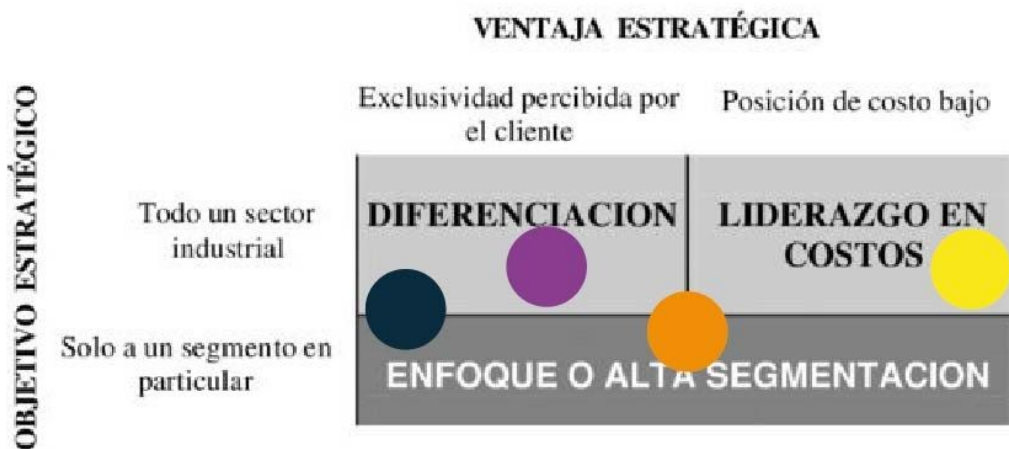 VENTAJA ESTRATÉGICA
Exclusividad percibida por
el cliente
Posición de costo bajo
OBJETIVO ESTRATÉGICO
Todo un sector
industrial
DIFERENCIACION
LIDERAZGO EN
COSTOS
Solo a un segmento en
particular
ENFOQUE O ALTA SEGMENTACION